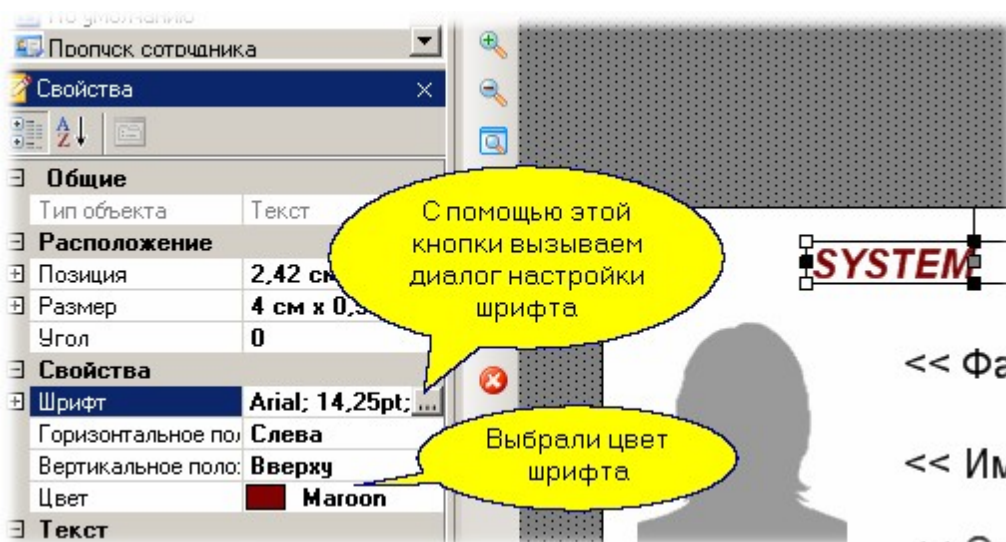 По умолчанию
Пропуск сотрудника
Свойства
Общие
Тип объекта Текст
Расположение
Позиция 2,42 см
Размер 4 см x 0,
Угол 0
Свойства
Шрифт Arial; 14,25pt; ...
Горизонтальное по Слева
Вертикальное поло: Вверху
Цвет Maroon
Текст
С помощью этой
кнопки вызываем
диалог настройки
шрифта
Выбрали цвет
шрифта
SYSTEM
<< Фа
<< Им